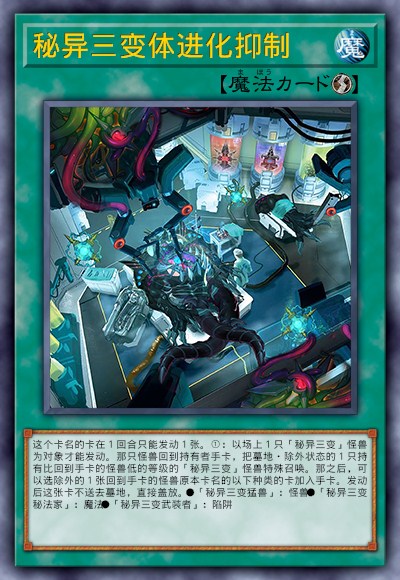 秘异三变体进化抑制
魔
【魔法カード】
まほう
这个卡名的卡在1回合只能发动1张。①：以场上1只「秘异三变」怪兽
为对象才能发动。那只怪兽回到持有者手卡，把墓地·除外状态的1只持
有比回到手卡的怪兽低的等级的「秘异三变」怪兽特殊召唤。那之后，可
以选除外的1张回到手卡的怪兽原本卡名的以下种类的卡加入手卡。发动
后这张卡不送去墓地，直接盖放。●「秘异三变猛兽」：怪兽●「秘异三变
秘法家」：魔法●「秘异三变武装者」：陷阱